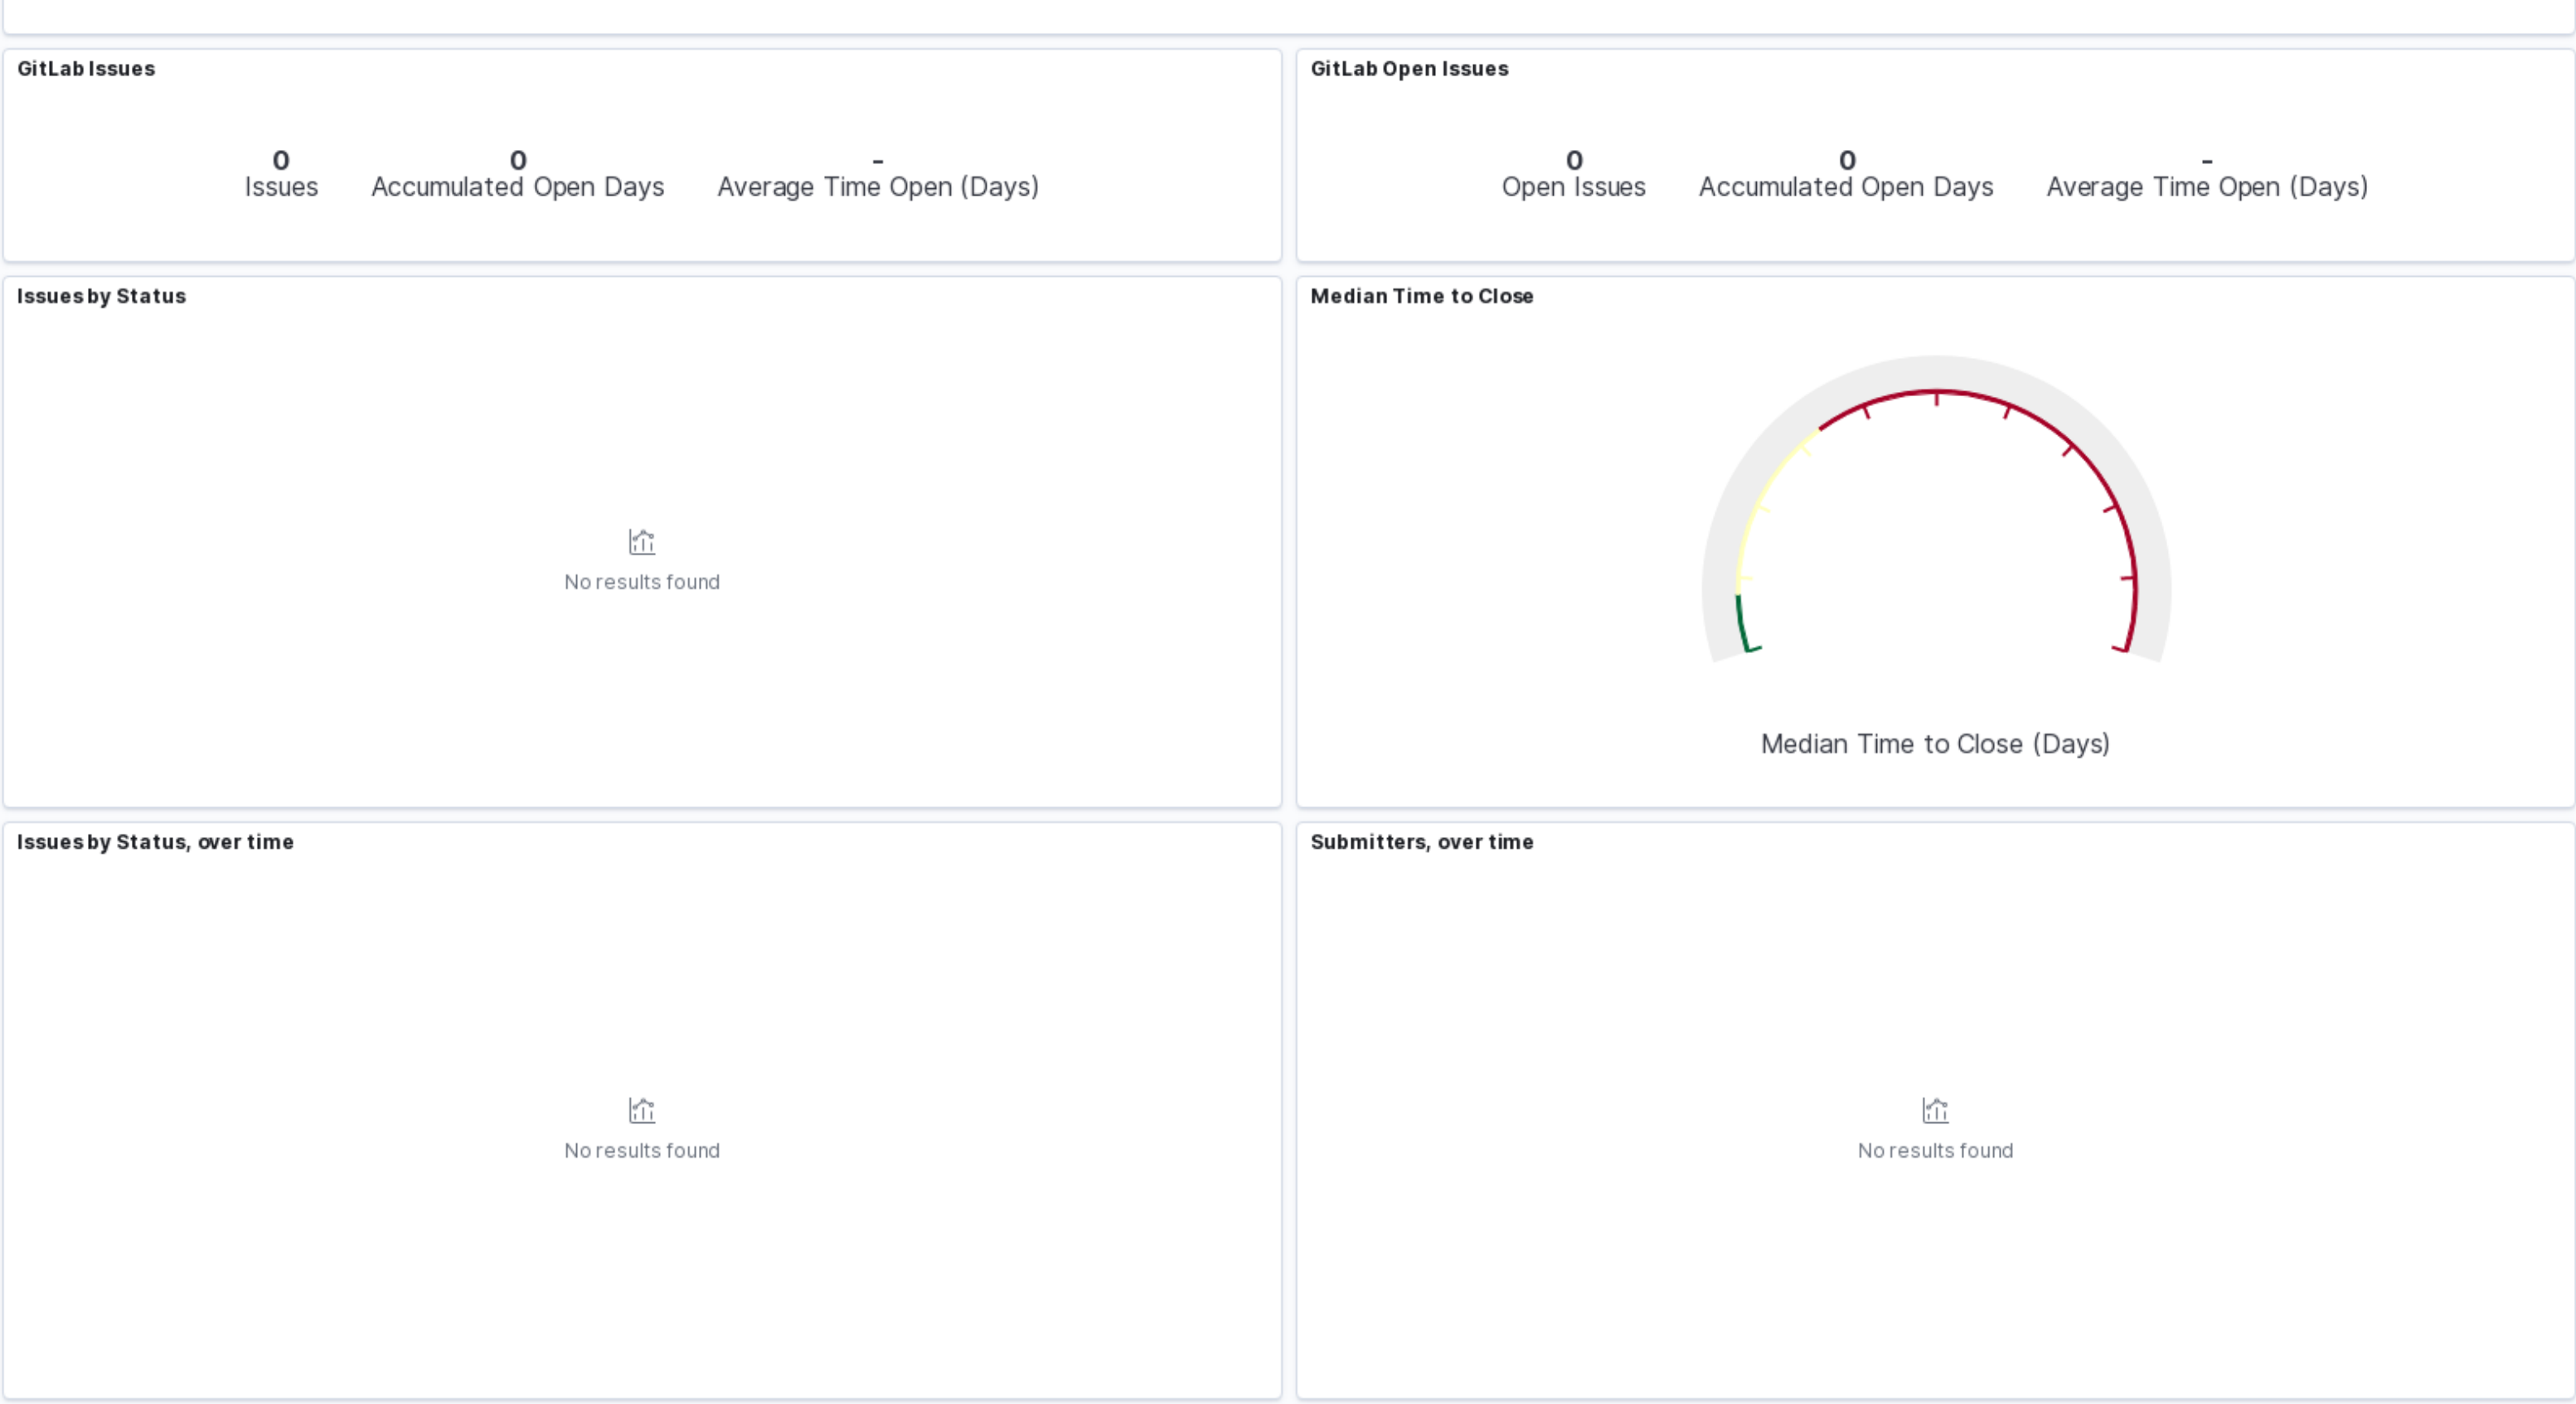 GitLab Issues
0
Issues
0
Accumulated Open Days
-
Average Time Open (Days)
GitLab Open Issues
0
Open Issues
0
Accumulated Open Days
-
Average Time Open (Days)
Issues by Status
No results found
Median Time to Close
Median Time to Close (Days)
Issues by Status, over time
No results found
Submitters, over time
No results found